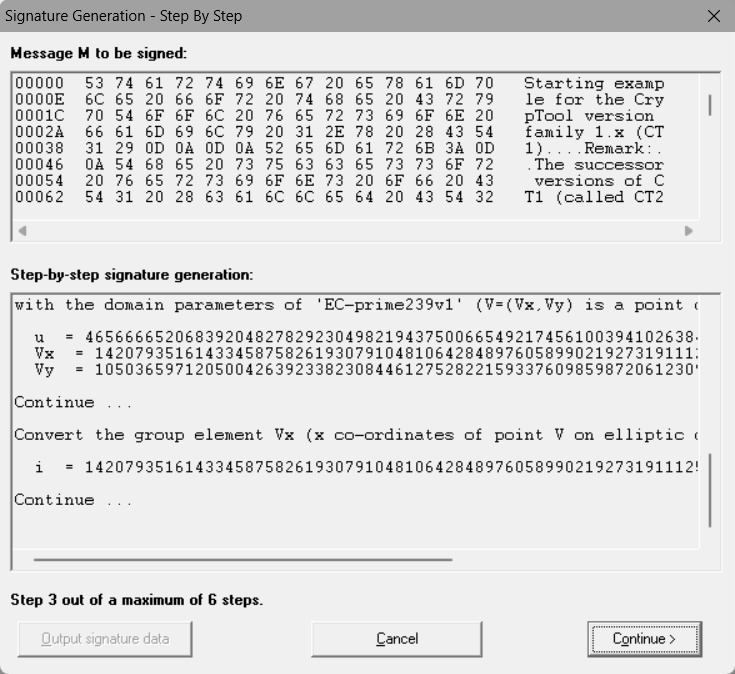 Signature Generation - Step By Step
Message M to be signed:
00000 53 74 61 72 74 69 6E 67 20 65 78 61 6D 70 Starting examp
0000E 6C 65 20 66 6F 72 20 74 68 65 20 43 72 79 le for the Cry
0001C 70 54 6F 6F 6C 20 76 65 72 73 69 6F 6E 20 pTool version
0002A 66 61 6D 69 6C 79 20 31 2E 78 20 28 43 54 family 1.x (CT
00038 31 29 0D 0A 0D 0A 52 65 6D 61 72 6B 3A 0D 1)....Remark:.
00046 0A 54 68 65 20 73 75 63 63 65 73 73 6F 72 .The successor
00054 20 76 65 72 73 69 6F 6E 73 20 6F 66 20 43 versions of C
00062 54 31 20 28 63 61 6C 6C 65 64 20 43 54 32 T1 (called CT2
Step-by-step signature generation:
with the domain parameters of 'EC-prime239v1' (V=(Vx,Vy) is a point
u = 4656666520683920482782923049821943750066549217456100394102638
Vx = 1420793516143345875826193079104810642848976058990219273191112
Vy = 105036597120500426392338230844612752822159337609859872061230
Continue ...
Convert the group element Vx (x co-ordinates of point V on elliptic
i = 1420793516143345875826193079104810642848976058990219273191112
Continue ...
Step 3 out of a maximum of 6 steps.
Output signature data
Cancel
Continue >